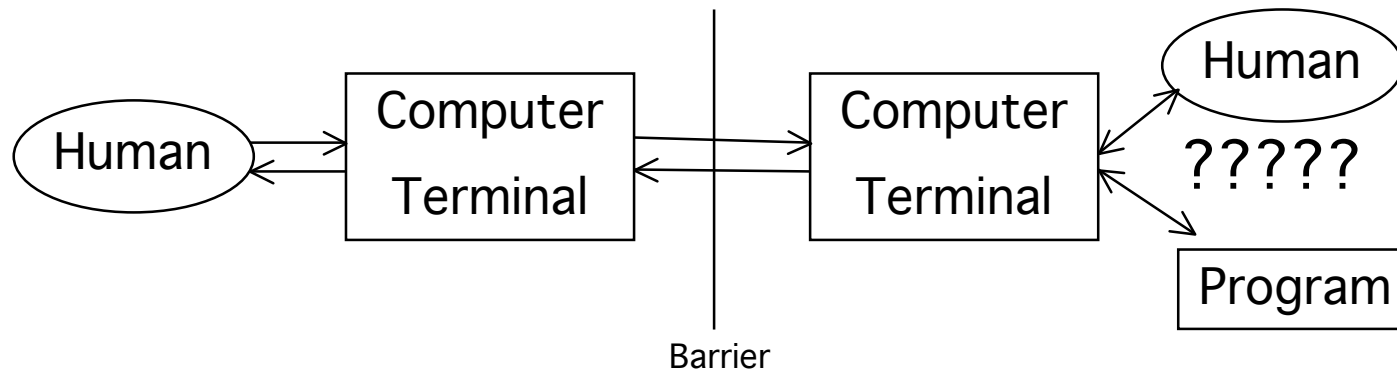 Human
Computer
Terminal
Computer
Terminal
Human
?????
Program
Barrier